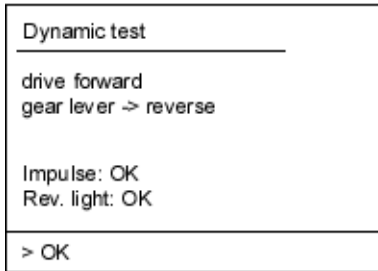 Dynamic test
drive forward
gear lever -> reverse
Impulse: OK
Rev. light: OK
> OK